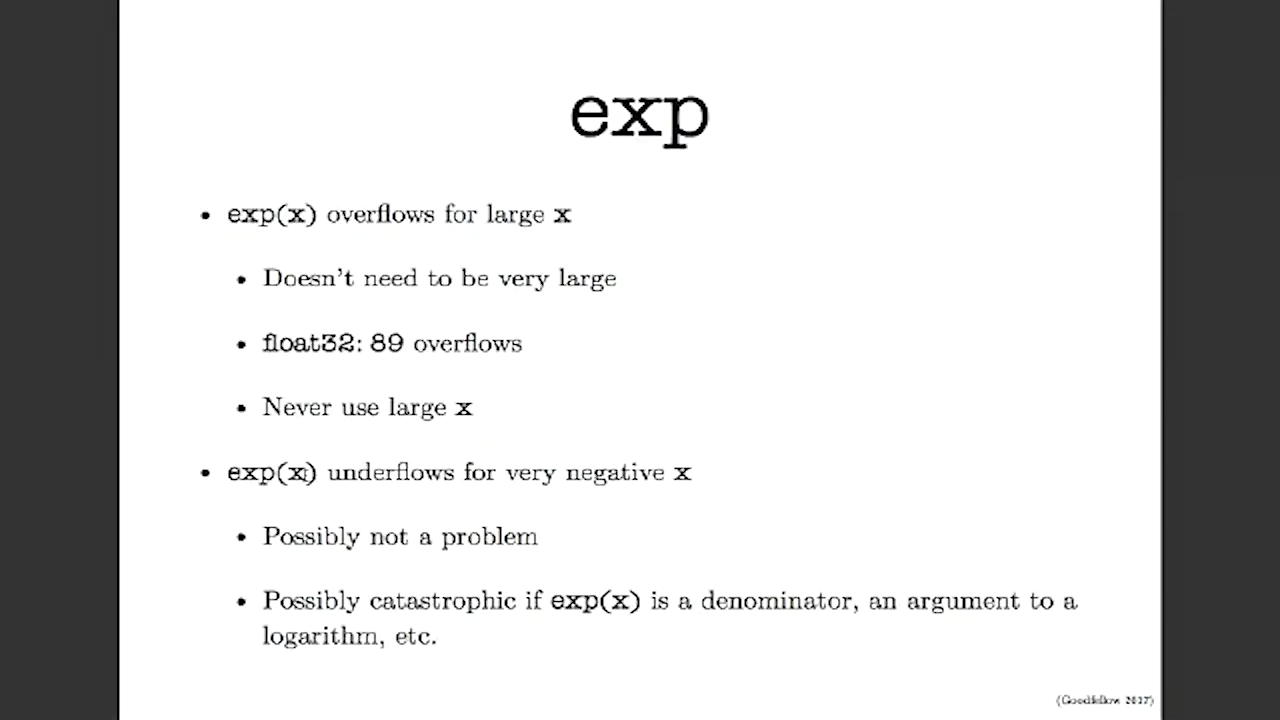 exp
• exp(x) overflows for large x
• Doesn't need to be very large
• float32: 89 overflows
• Never use large x
• exp(x) underflows for very negative x
• Possibly not a problem
• Possibly catastrophic if exp(x) is a denominator, an argument to a
logarithm, etc.
(Goodfellow 2017)